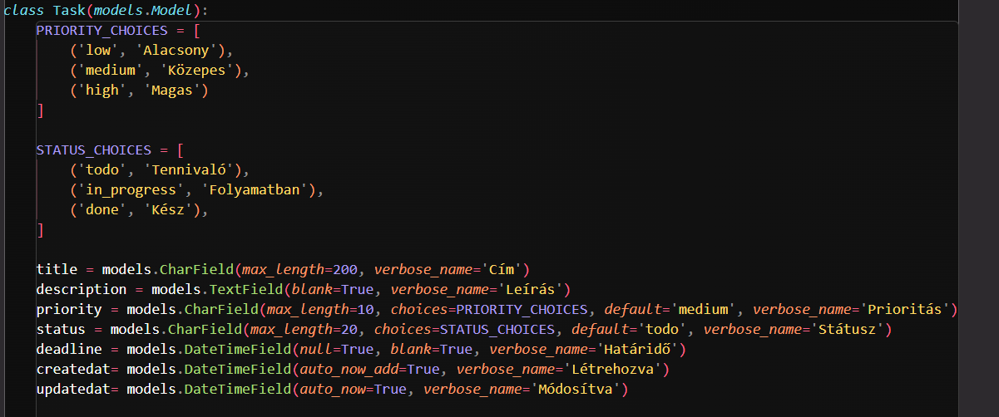 class Task(models.Model):
    PRIORITY_CHOICES = [
        ('low', 'Alacsony'),
        ('medium', 'Közepes'),
        ('high', 'Magas')
    ]

    STATUS_CHOICES = [
        ('todo', 'Tennivaló'),
        ('in_progress', 'Folyamatban'),
        ('done', 'Kész'),
    ]

    title = models.CharField(max_length=200, verbose_name='Cím')
    description = models.TextField(blank=True, verbose_name='Leírás')
    priority = models.CharField(max_length=10, choices=PRIORITY_CHOICES, default='medium', verbose_name='Prioritás')
    status = models.CharField(max_length=20, choices=STATUS_CHOICES, default='todo', verbose_name='Státusz')
    deadline = models.DateTimeField(null=True, blank=True, verbose_name='Határidő')
    createdat= models.DateTimeField(auto_now_add=True, verbose_name='Létrehozva')
    updatedat= models.DateTimeField(auto_now=True, verbose_name='Módosítva')